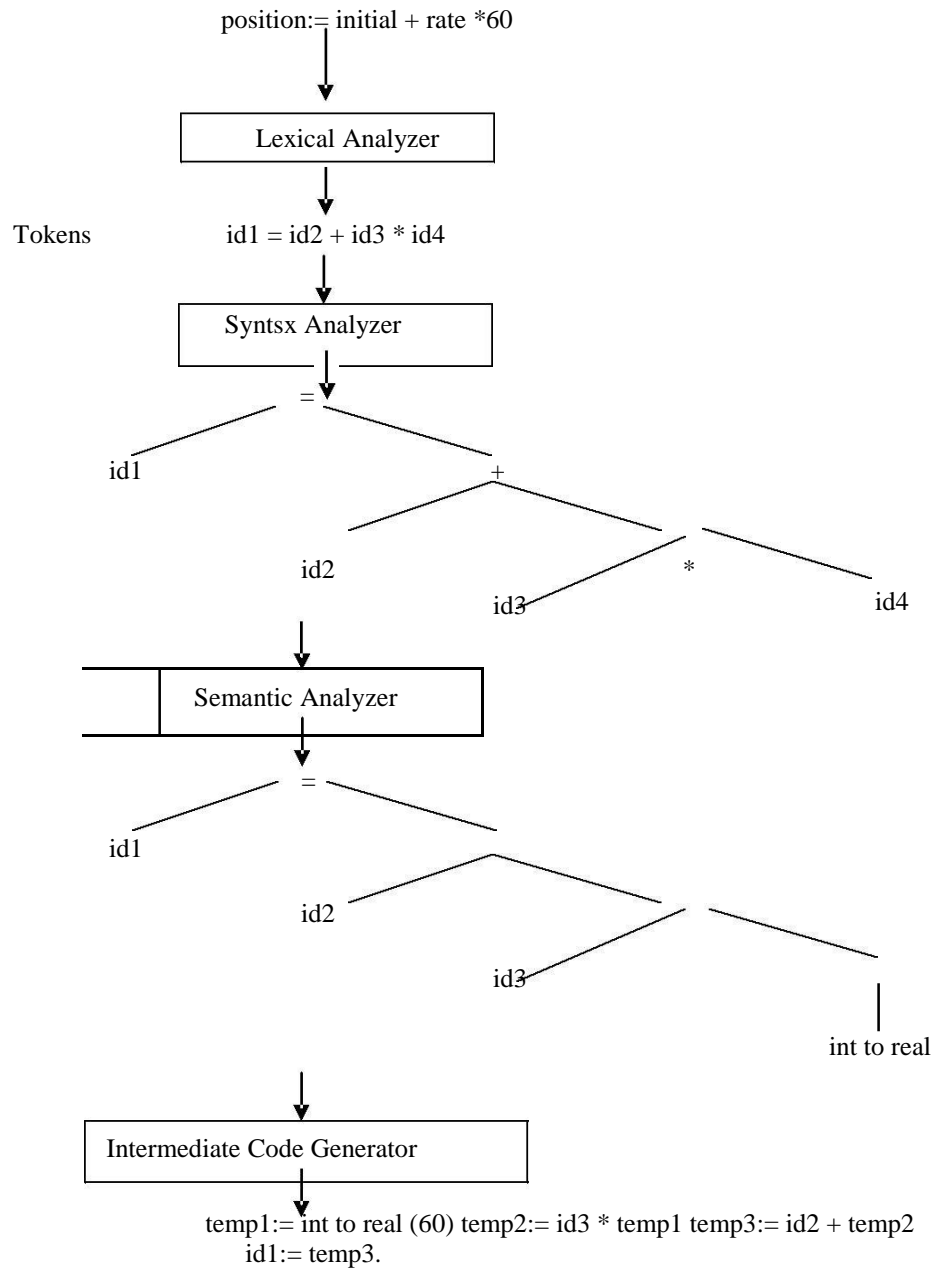 position:= initial + rate *60
Lexical Analyzer
Tokens id1 = id2 + id3 * id4
Syntsx Analyzer
=
id1
+
id2
*
id3
id4
Semantic Analyzer
=
id1
id2
id3
int to real
Intermediate Code Generator
temp1:= int to real (60) temp2:= id3 * temp1 temp3:= id2 + temp2
id1:= temp3.